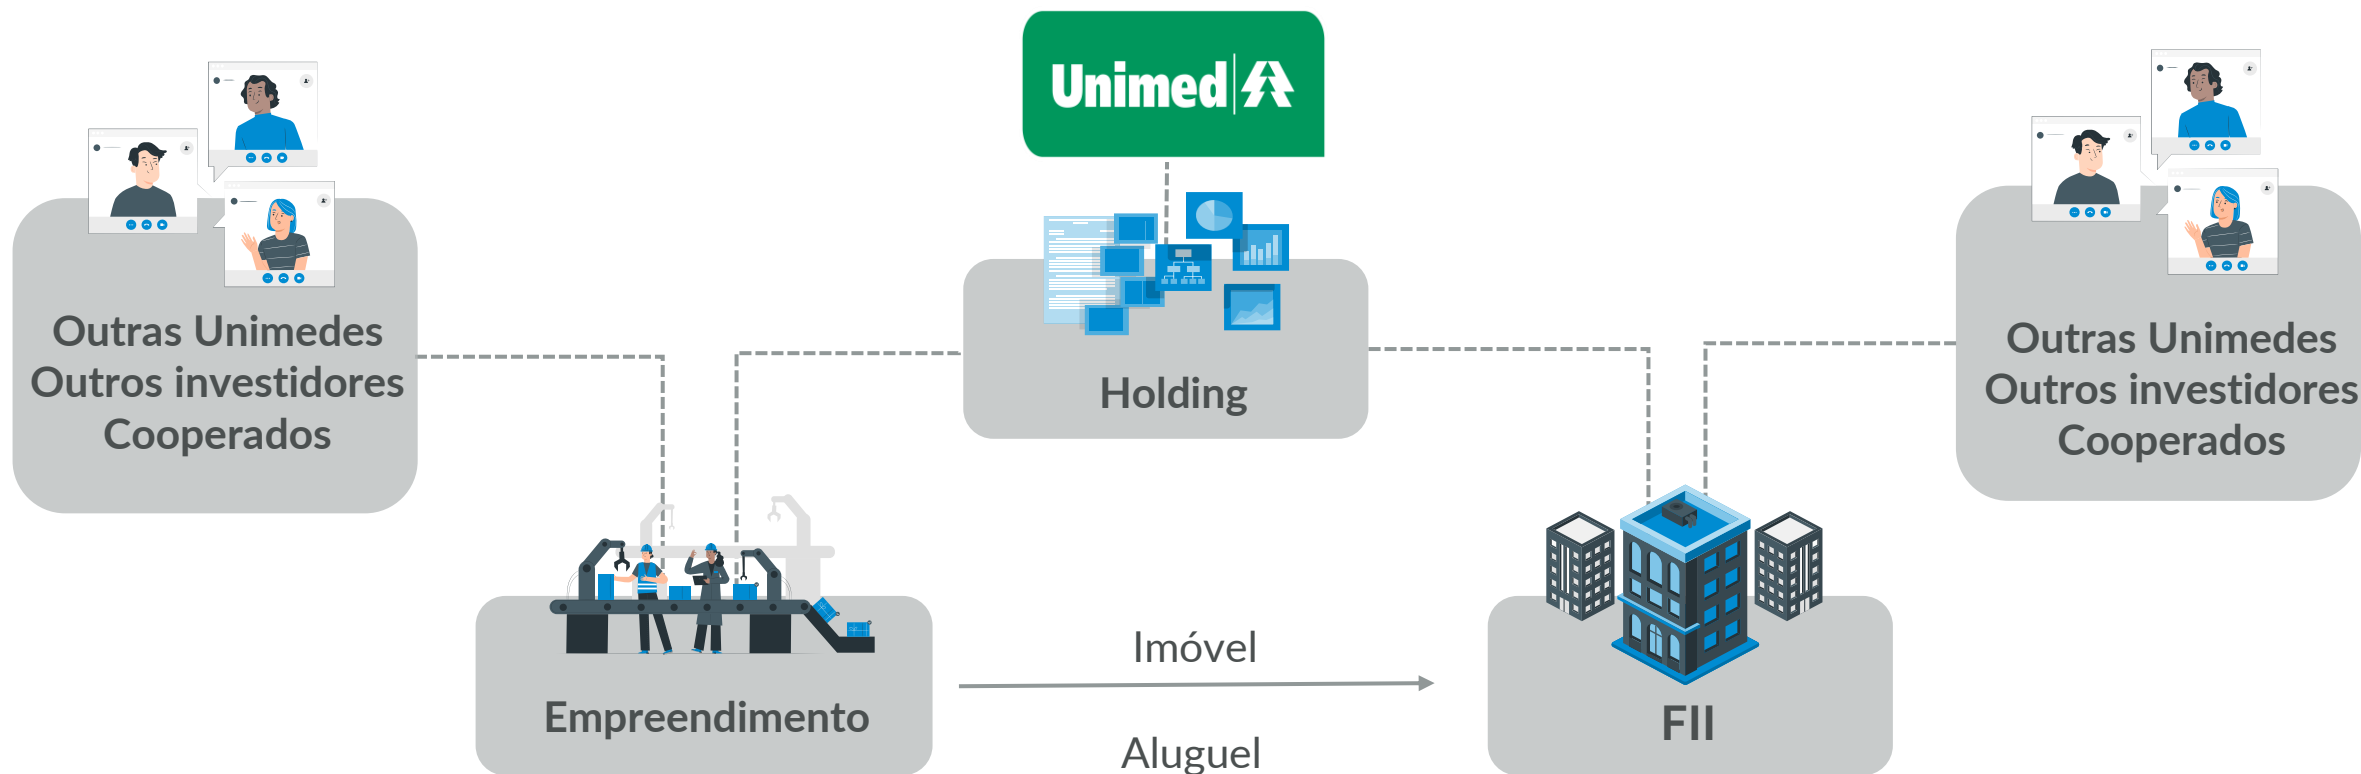 Unimed
Outras Unimedes
Outros investidores
Cooperados
Holding
Outras Unimedes
Outros investidores
Cooperados
Empreendimento
Imóvel
Aluguel
FII